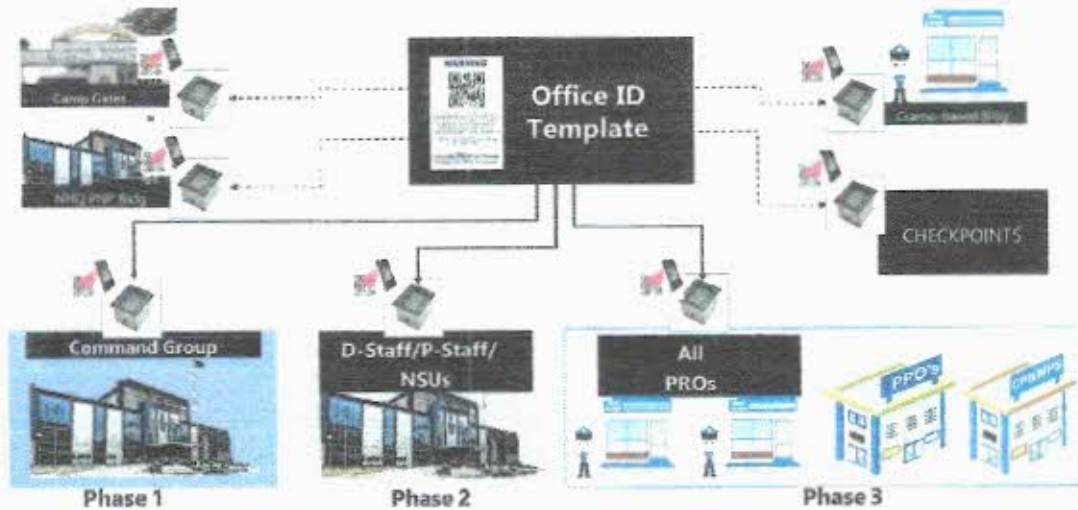 WARNING
Office ID
Template
Camp Gates
NHQ PNP Bldg
CHECKPOINTS
Command Group
D-Staff/P-Staff/
NSUs
All
PROs
PRO's
Phase 1
Phase 2
Phase 3